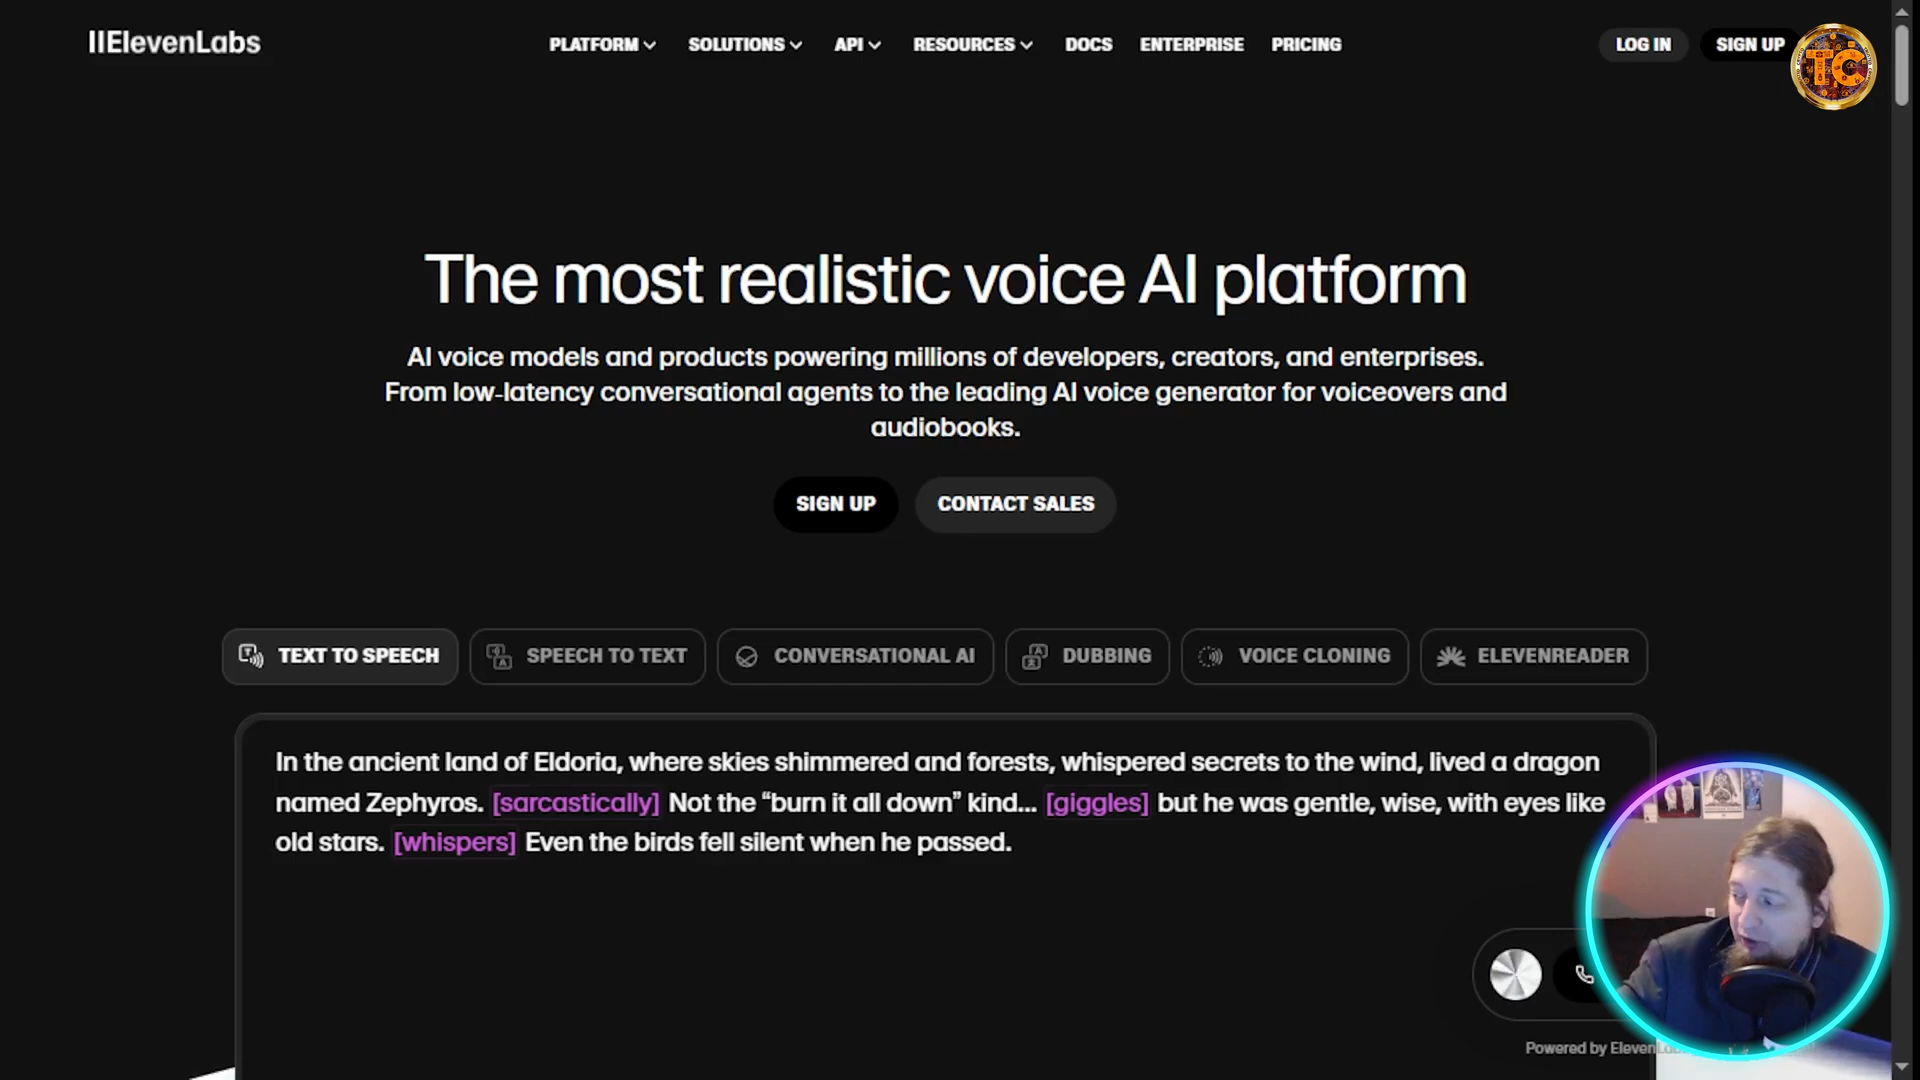 IIElevenLabs
PLATFORM SOLUTIONS API RESOURCES DOCS ENTERPRISE PRICING
LOG IN SIGN UP
TC
The most realistic voice AI platform
AI voice models and products powering millions of developers, creators, and enterprises.
From low-latency conversational agents to the leading AI voice generator for voiceovers and
audiobooks.
SIGN UP CONTACT SALES
TEXT TO SPEECH SPEECH TO TEXT CONVERSATIONAL AI DUBBING VOICE CLONING ELEVENREADER
In the ancient land of Eldoria, where skies shimmered and forests, whispered secrets to the wind, lived a dragon
named Zephyros. [sarcastically] Not the “burn it all down” kind... [giggles] but he was gentle, wise, with eyes like
old stars. [whispers] Even the birds fell silent when he passed.
Powered by Eleven